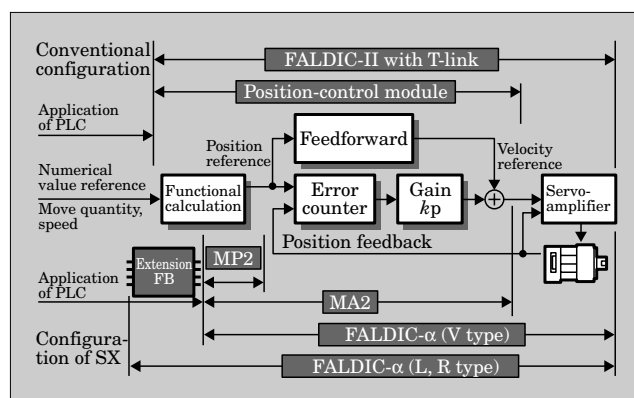 Conventional
configuration
FALDIC-II with T-link
Position-control module
Application
of PLC
Position
reference
Feedforward
Velocity
reference
Numerical
value reference
Move quantity,
speed
Functional
calculation
Error
counter
Gain
kp
Servo-
amplifier
Position feedback
Extension
FB
MP2
Application
of PLC
MA2
Configura-
tion of SX
FALDIC-α (V type)
FALDIC-α (L, R type)